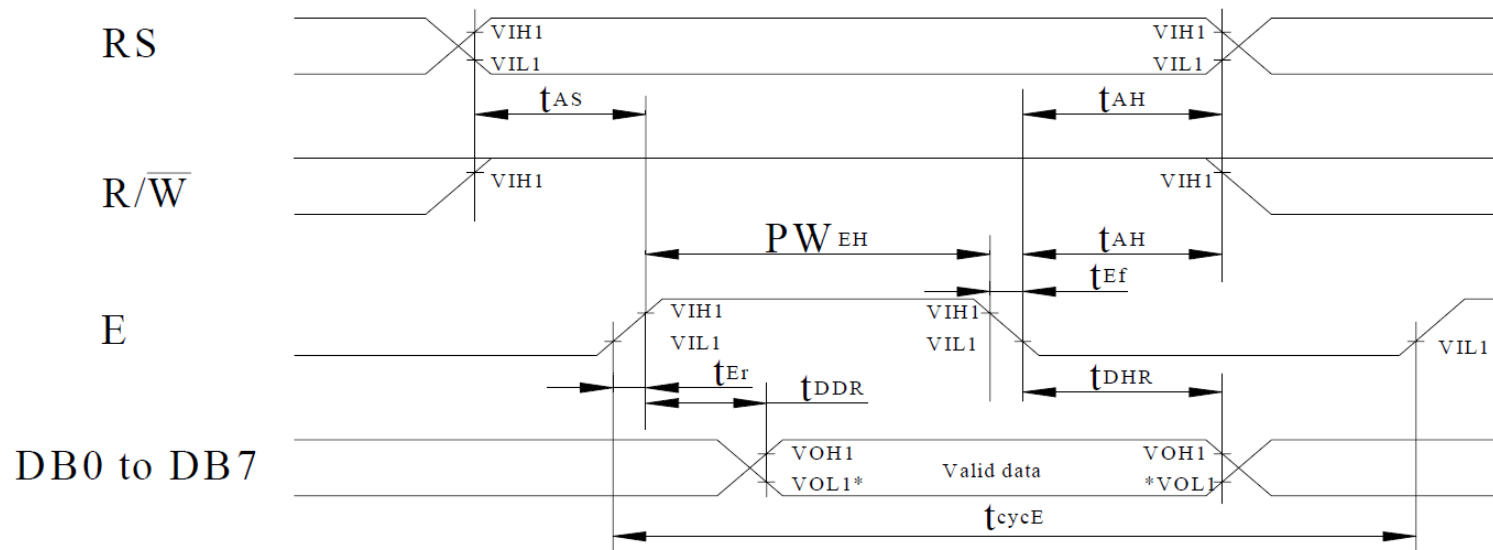 RS
VIH1 VIH1
VIL1 VIL1
tAS tAH
R/W̅
VIH1 VIH1
PWEH tAH
tEf
E
VIH1 VIH1
VIL1 VIL1 VIL1
tEr tDHR
tDDR
DB0 to DB7
VOH1 Valid data VOH1
VOL1* *VOL1
tcycE